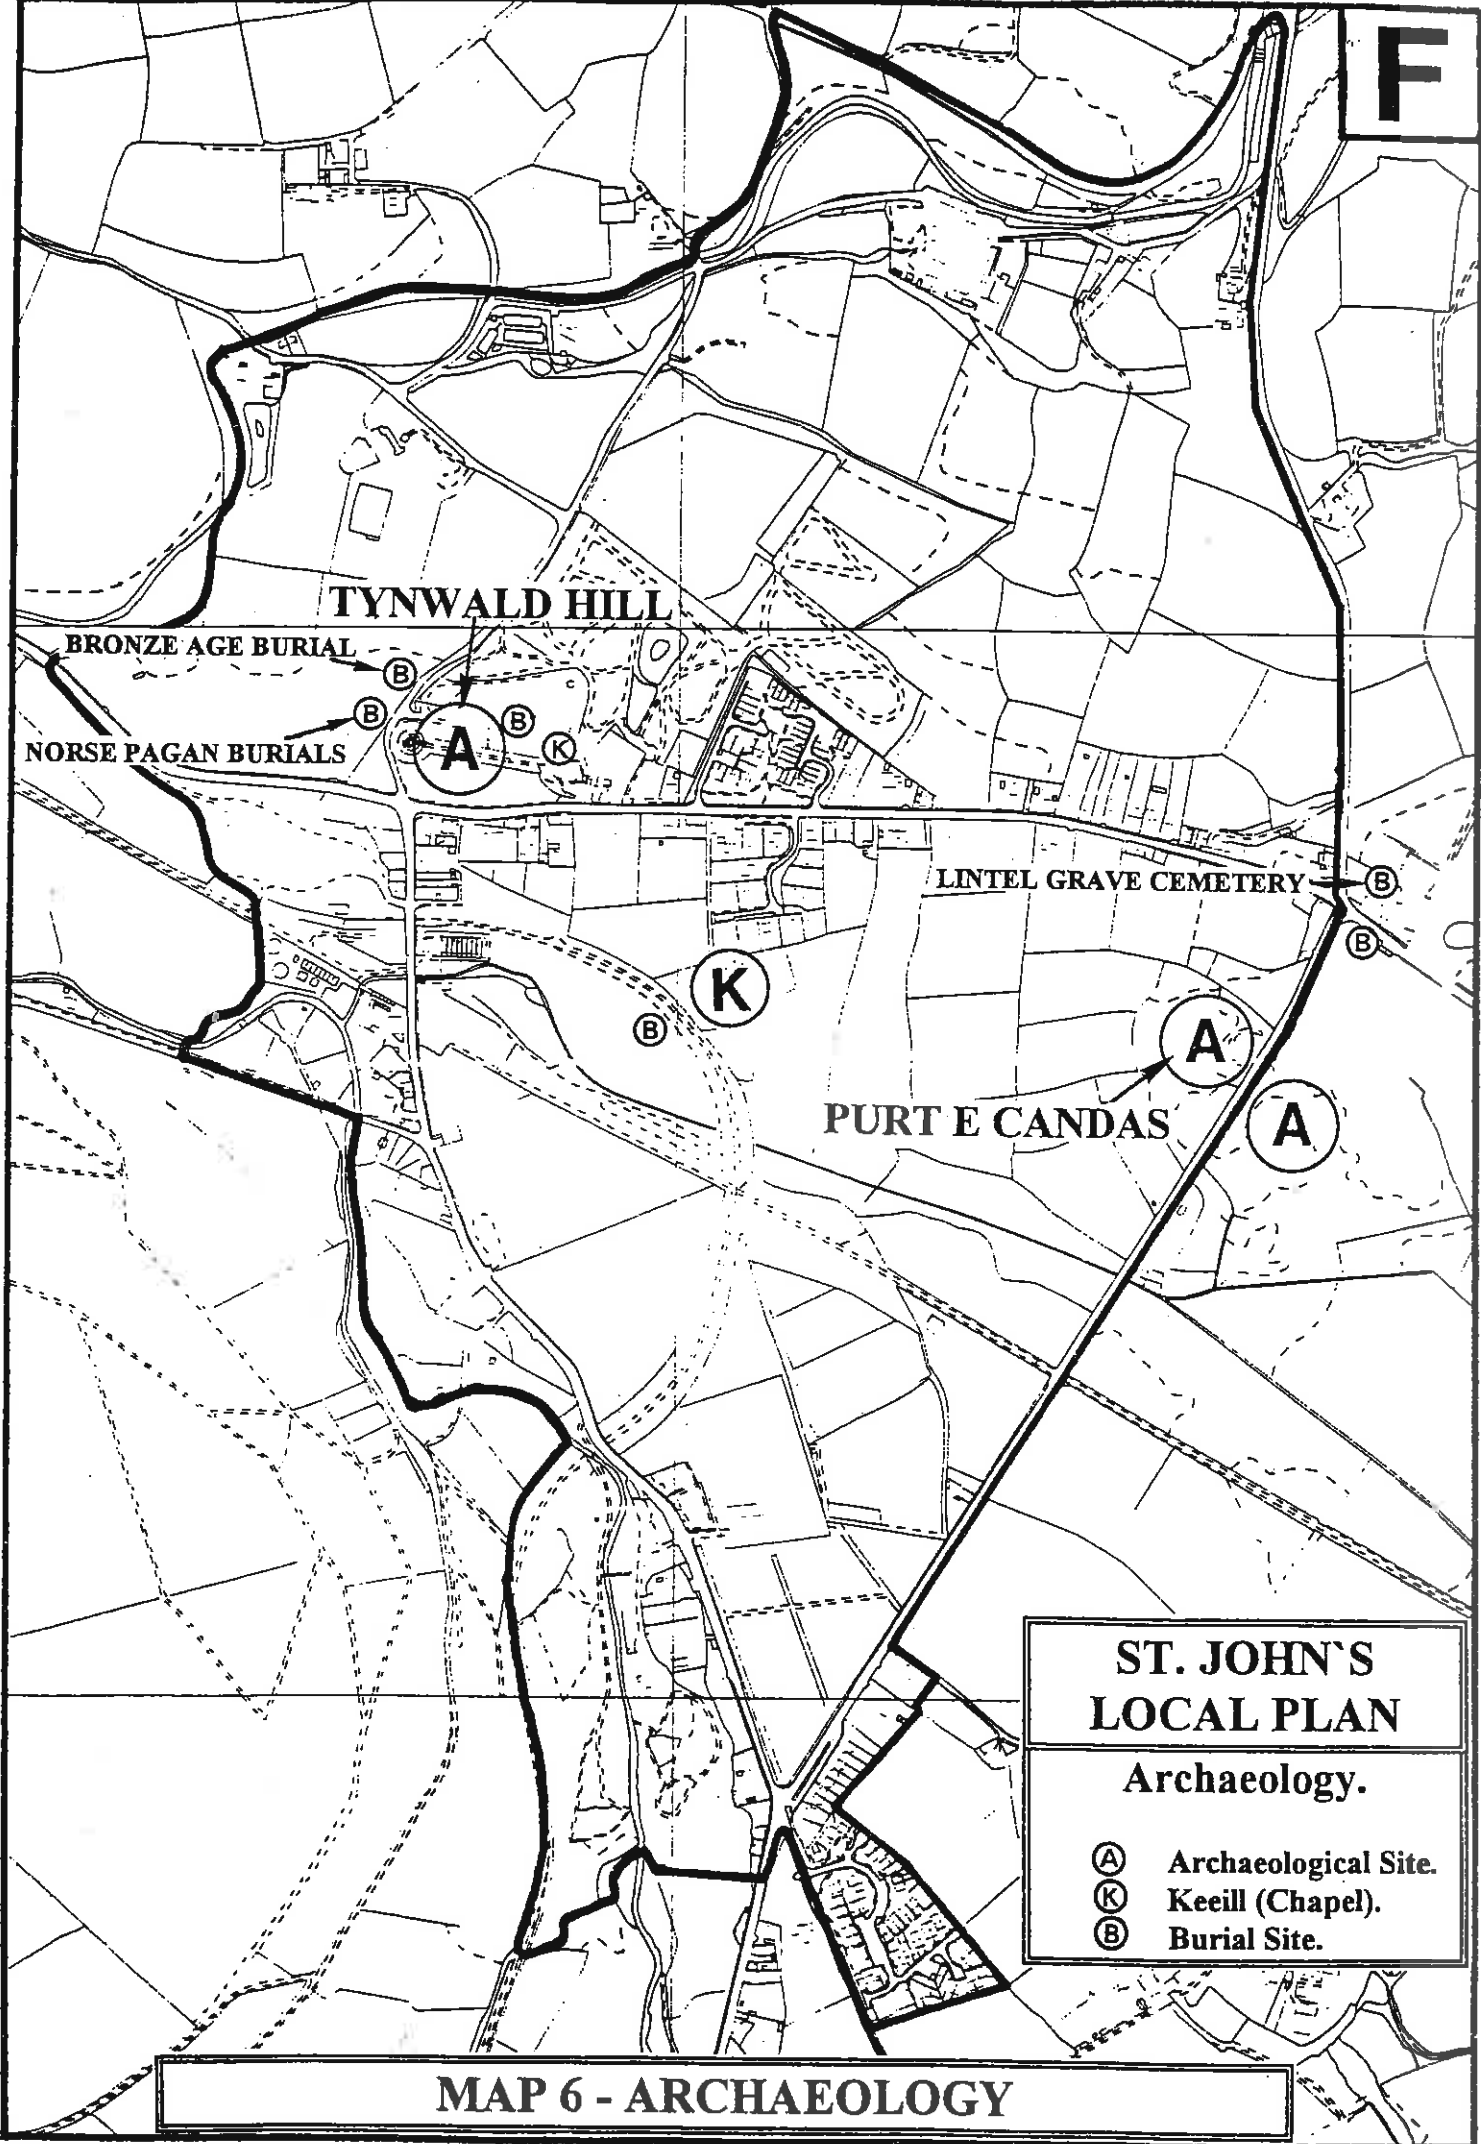 F
TYNWALD HILL
BRONZE AGE BURIAL
B
B
NORSE PAGAN BURIALS
A
B
K
C
LINTEL GRAVE CEMETERY
B
B
K
B
A
PURT E CANDAS
A
ST. JOHN`S
LOCAL PLAN
Archaeology.
A Archaeological Site.
K Keeill (Chapel).
B Burial Site.
MAP 6 - ARCHAEOLOGY